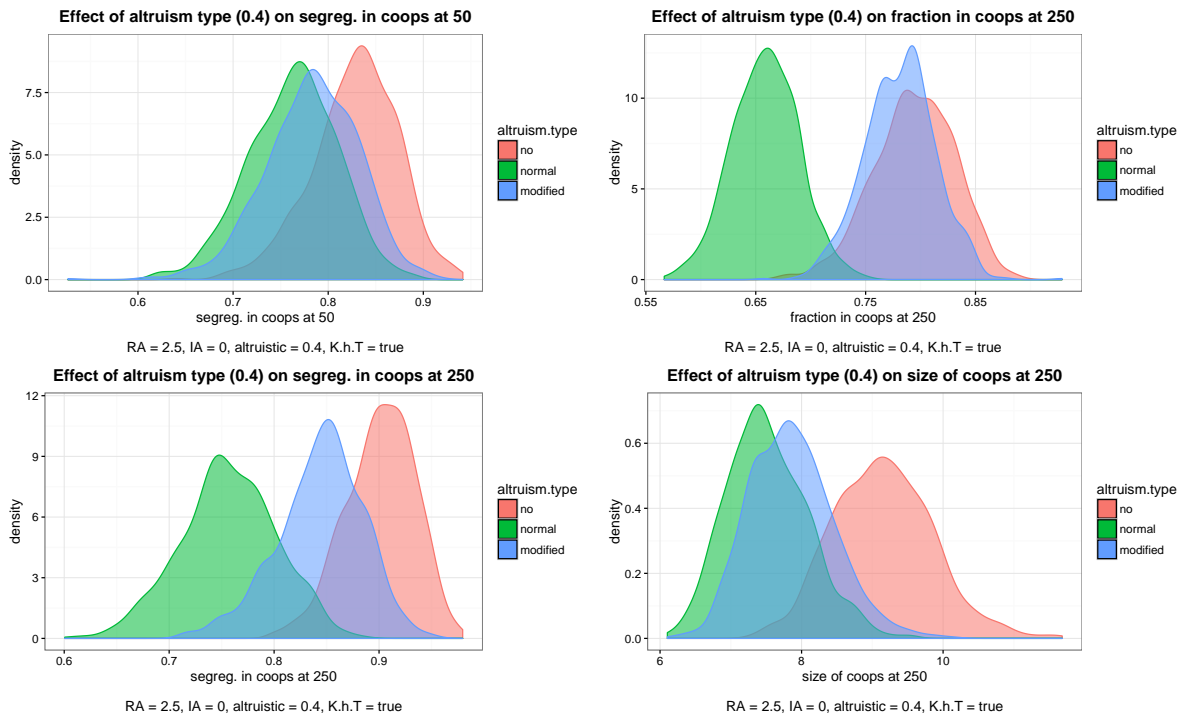 Effect of altruism type (0.4) on segreg. in coops at 50
density
7.5
5.0
2.5
0.0
0.6 0.7 0.8 0.9
segreg. in coops at 50
altruism.type
no
normal
modified
RA = 2.5, IA = 0, altruistic = 0.4, K.h.T = true
Effect of altruism type (0.4) on fraction in coops at 250
density
10
5
0
0.55 0.65 0.75 0.85
fraction in coops at 250
altruism.type
no
normal
modified
RA = 2.5, IA = 0, altruistic = 0.4, K.h.T = true
Effect of altruism type (0.4) on segreg. in coops at 250
density
12
9
6
3
0
0.6 0.7 0.8 0.9
segreg. in coops at 250
altruism.type
no
normal
modified
RA = 2.5, IA = 0, altruistic = 0.4, K.h.T = true
Effect of altruism type (0.4) on size of coops at 250
density
0.6
0.4
0.2
0.0
6 8 10
size of coops at 250
altruism.type
no
normal
modified
RA = 2.5, IA = 0, altruistic = 0.4, K.h.T = true